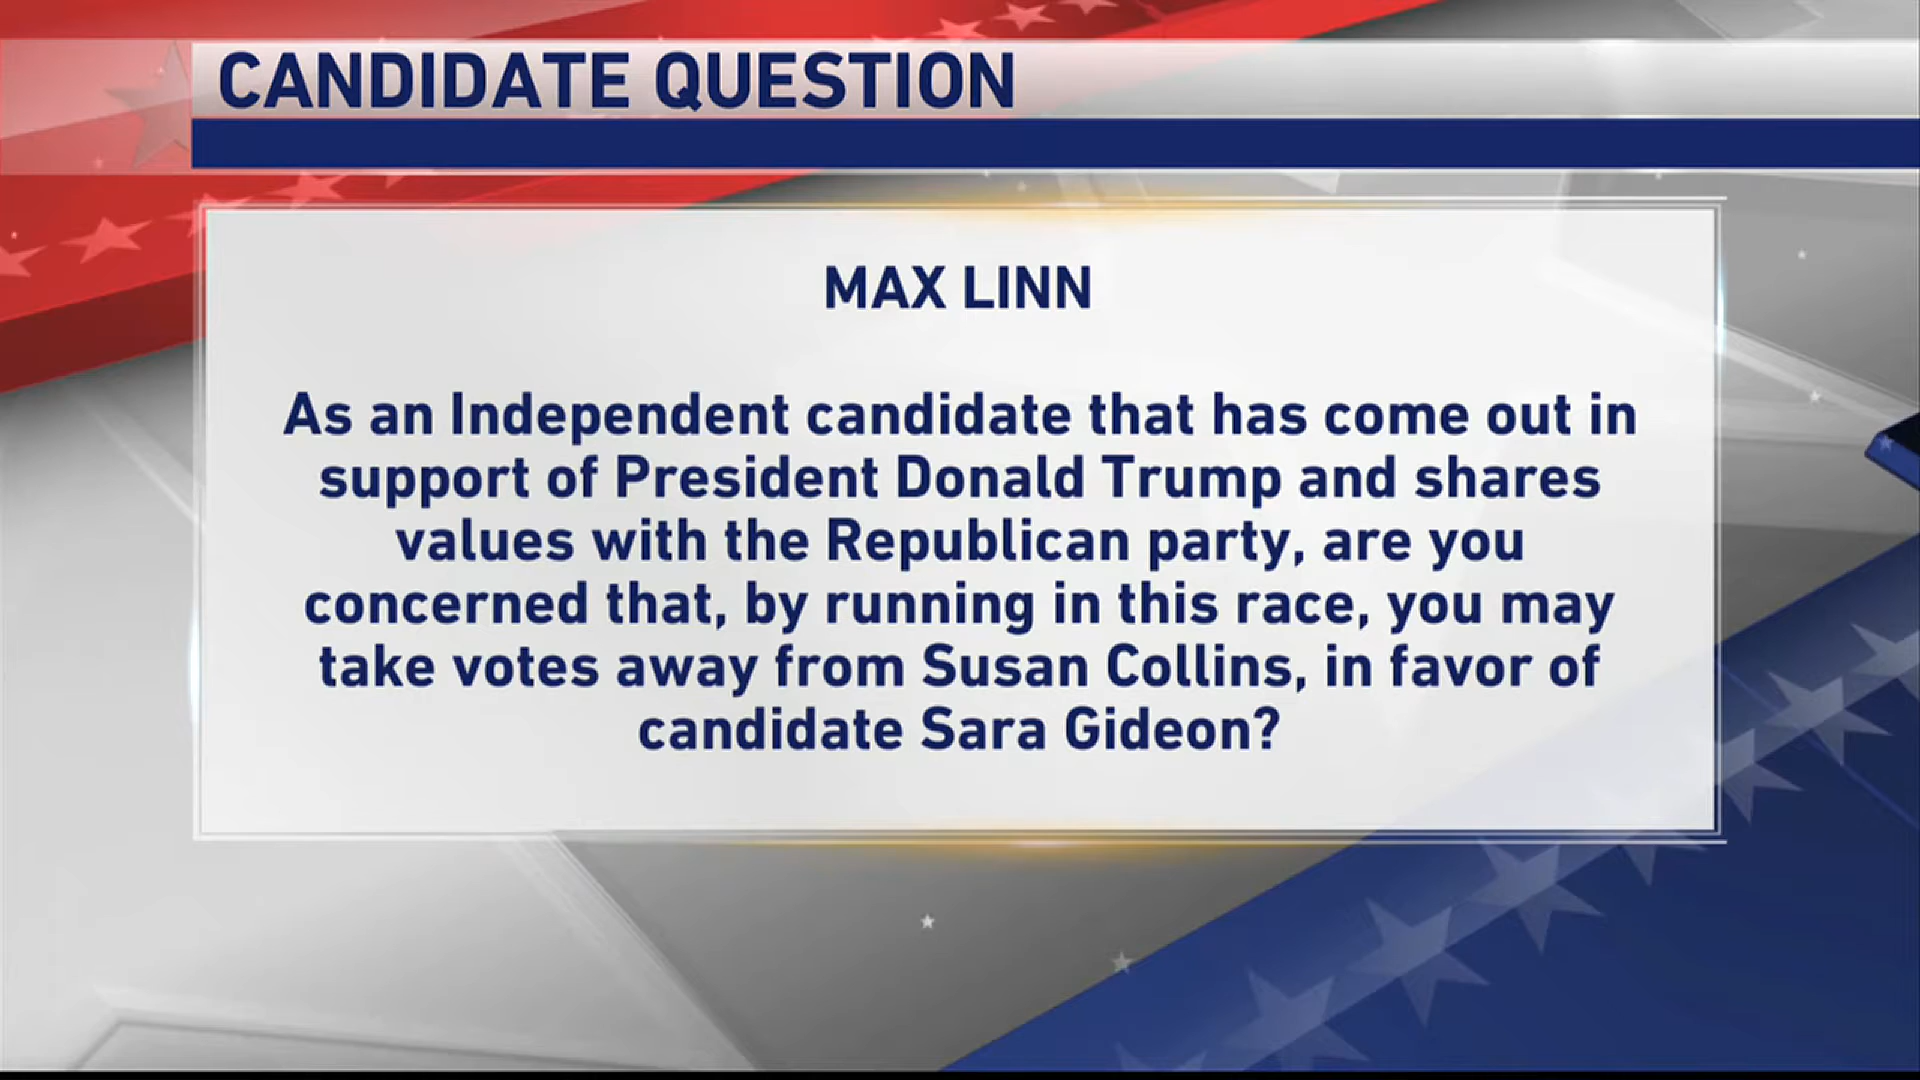 CANDIDATE QUESTION
MAX LINN
As an Independent candidate that has come out in
support of President Donald Trump and shares
values with the Republican party, are you
concerned that, by running in this race, you may
take votes away from Susan Collins, in favor of
candidate Sara Gideon?